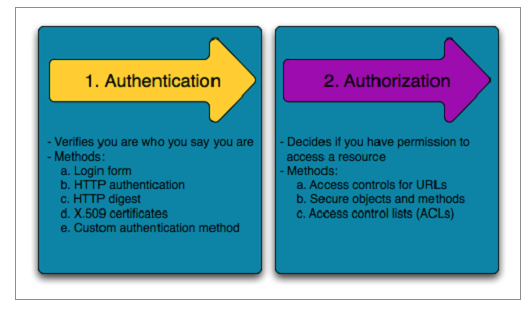 1. Authentication
- Verifies you are who you say you are
- Methods:
a. Login form
b. HTTP authentication
c. HTTP digest
d. X.509 certificates
e. Custom authentication method
2. Authorization
- Decides if you have permission to
access a resource
- Methods:
a. Access controls for URLs
b. Secure objects and methods
c. Access control lists (ACLs)